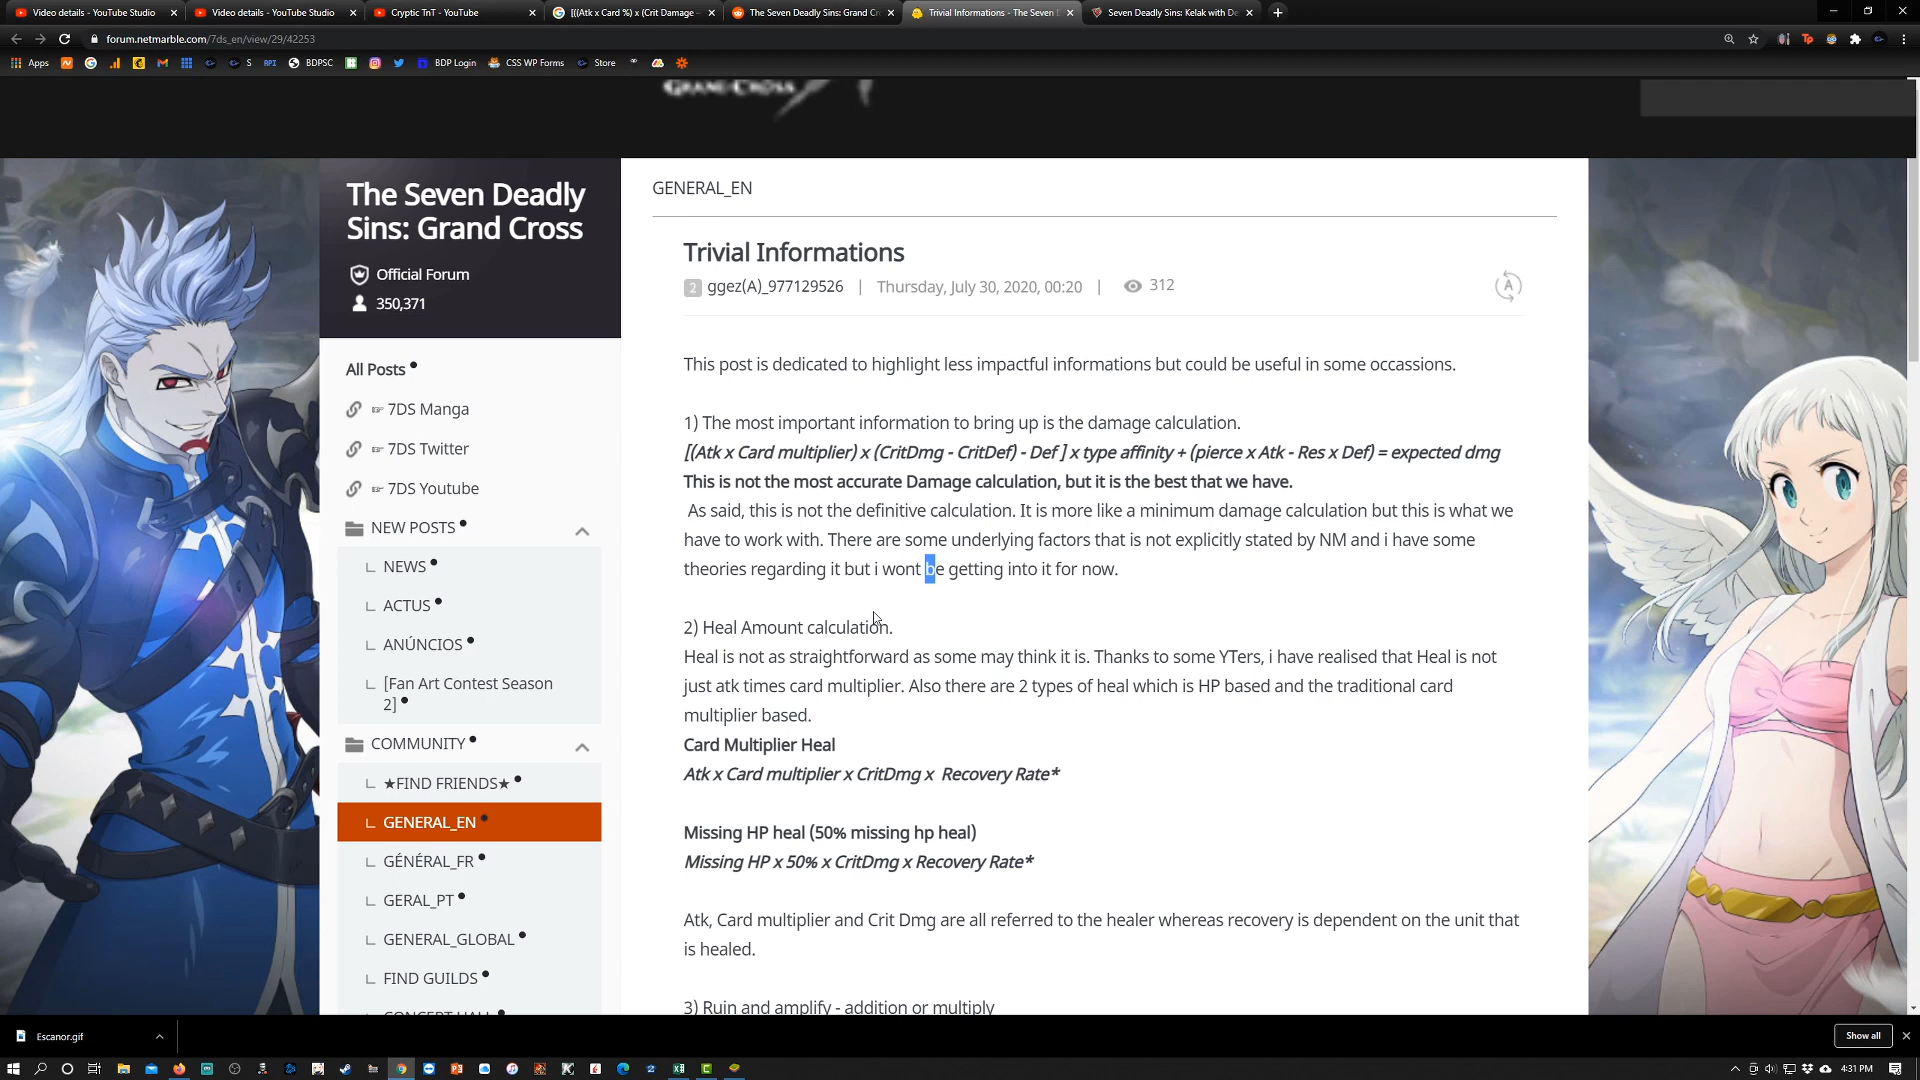 Video details - YouTube Studio
Video details - YouTube Studio
Cryptic TnT - YouTube
[((Atk x Card %) x (Crit Damage -
The Seven Deadly Sins: Grand Cr
Trivial Informations - The Seven D
Seven Deadly Sins: Kelak with De
forum.netmarble.com/7ds_en/view/29/42253
Apps
S
API
BDPSC
BDP Login
CSS WP Forms
Store
GRAND CROSS
The Seven Deadly
Sins: Grand Cross
Official Forum
350,371
All Posts
☞ 7DS Manga
☞ 7DS Twitter
☞ 7DS Youtube
NEW POSTS
NEWS
ACTUS
ANÚNCIOS
[Fan Art Contest Season
2]
COMMUNITY
★FIND FRIENDS★
GENERAL_EN
GÉNÉRAL_FR
GERAL_PT
GENERAL_GLOBAL
FIND GUILDS
GENERAL_EN
Trivial Informations
2 ggez(A)_977129526 | Thursday, July 30, 2020, 00:20 | 312
A
This post is dedicated to highlight less impactful informations but could be useful in some occassions.
1) The most important information to bring up is the damage calculation.
[(Atk x Card multiplier) x (CritDmg - CritDef) - Def ] x type affinity + (pierce x Atk - Res x Def) = expected dmg
This is not the most accurate Damage calculation, but it is the best that we have.
As said, this is not the definitive calculation. It is more like a minimum damage calculation but this is what we
have to work with. There are some underlying factors that is not explicitly stated by NM and i have some
theories regarding it but i wont be getting into it for now.
2) Heal Amount calculation.
Heal is not as straightforward as some may think it is. Thanks to some YTers, i have realised that Heal is not
just atk times card multiplier. Also there are 2 types of heal which is HP based and the traditional card
multiplier based.
Card Multiplier Heal
Atk x Card multiplier x CritDmg x Recovery Rate*
Missing HP heal (50% missing hp heal)
Missing HP x 50% x CritDmg x Recovery Rate*
Atk, Card multiplier and Crit Dmg are all referred to the healer whereas recovery is dependent on the unit that
is healed.
3) Ruin and amplify - addition or multiply
Escanor.gif
Show all
4:31 PM